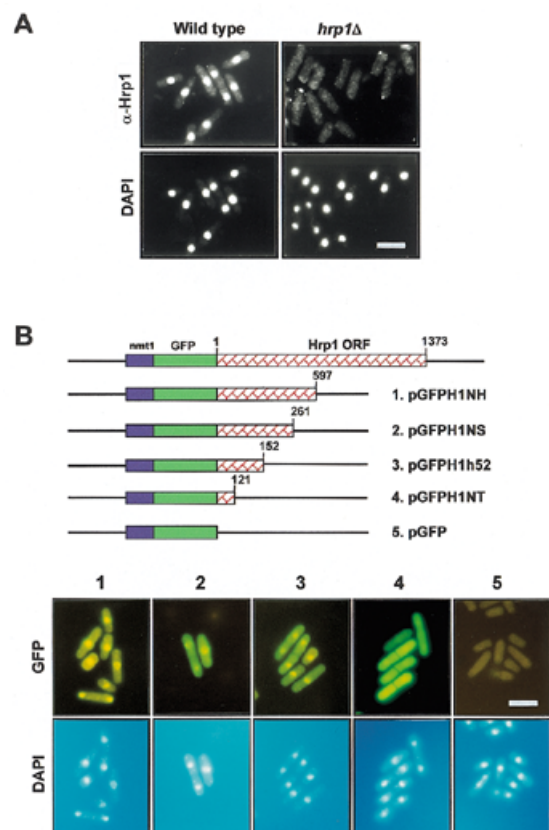 A
Wild type hrp1Δ
α-Hrp1
DAPI
B
1 1373
nmt1 GFP Hrp1 ORF
597
1. pGFPH1NH
261
2. pGFPH1NS
152
3. pGFPH1h52
121
4. pGFPH1NT
5. pGFP
1 2 3 4 5
GFP
DAPI